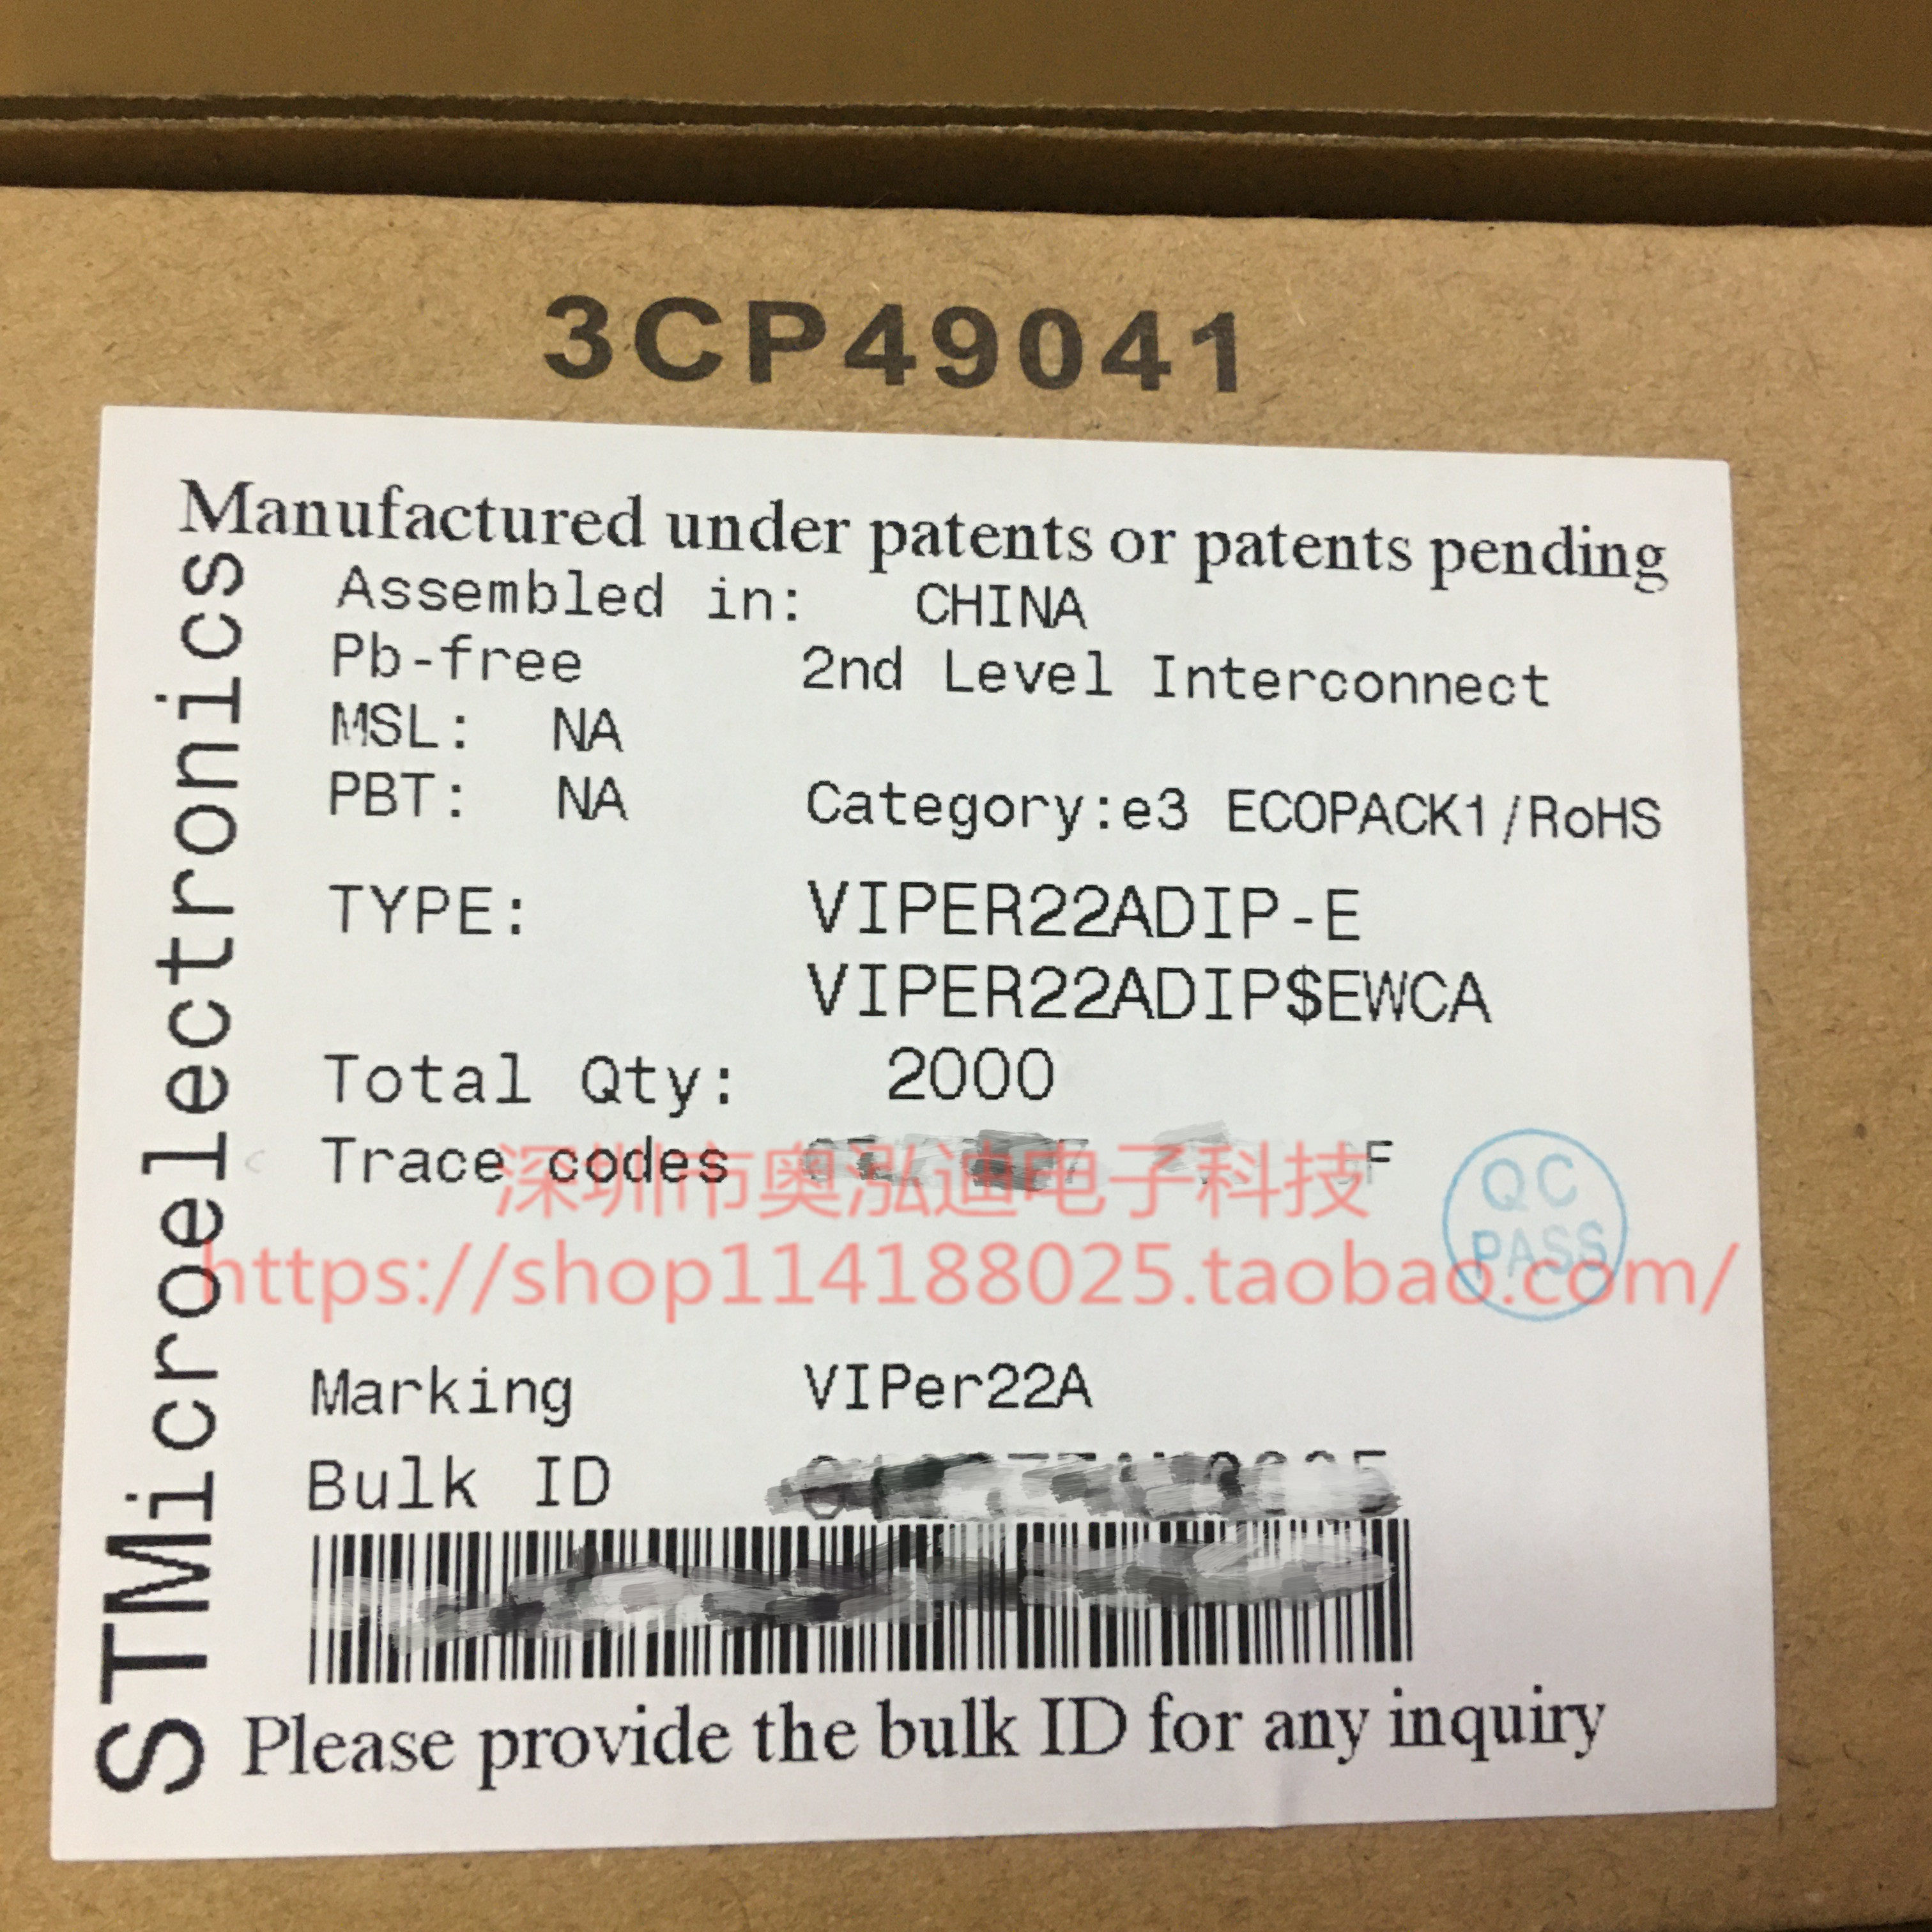 3CP49041
Manufactured under patents or patents pending
Assembled in: CHINA
Pb-free 2nd Level Interconnect
MSL: NA
PBT: NA Category:e3 ECOPACK1/RoHS
TYPE: VIPER22ADIP-E
VIPER22ADIP$EWCA
Total Qty: 2000
Trace codes
深圳市奥泓迪电子科技
QC
PASS
https://shop114188025.taobao.com/
Marking VIPer22A
Bulk ID
Please provide the bulk ID for any inquiry
STMicroelectronics